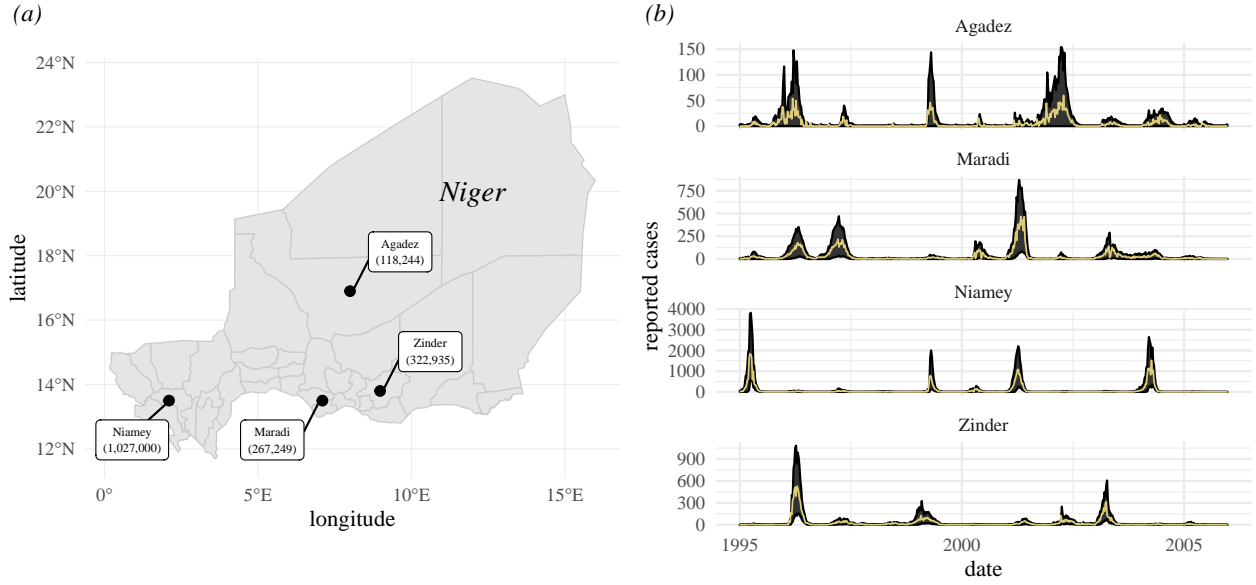 (a)
24°N
22°N
20°N
18°N
16°N
14°N
12°N
latitude
Niger
Agadez
(118,244)
Zinder
(322,935)
Niamey
(1,027,000)
Maradi
(267,249)
0°
5°E
10°E
15°E
longitude
(b)
reported cases
Agadez
150
100
50
0
Maradi
750
500
250
0
Niamey
4000
3000
2000
1000
0
Zinder
900
600
300
0
1995
2000
2005
date